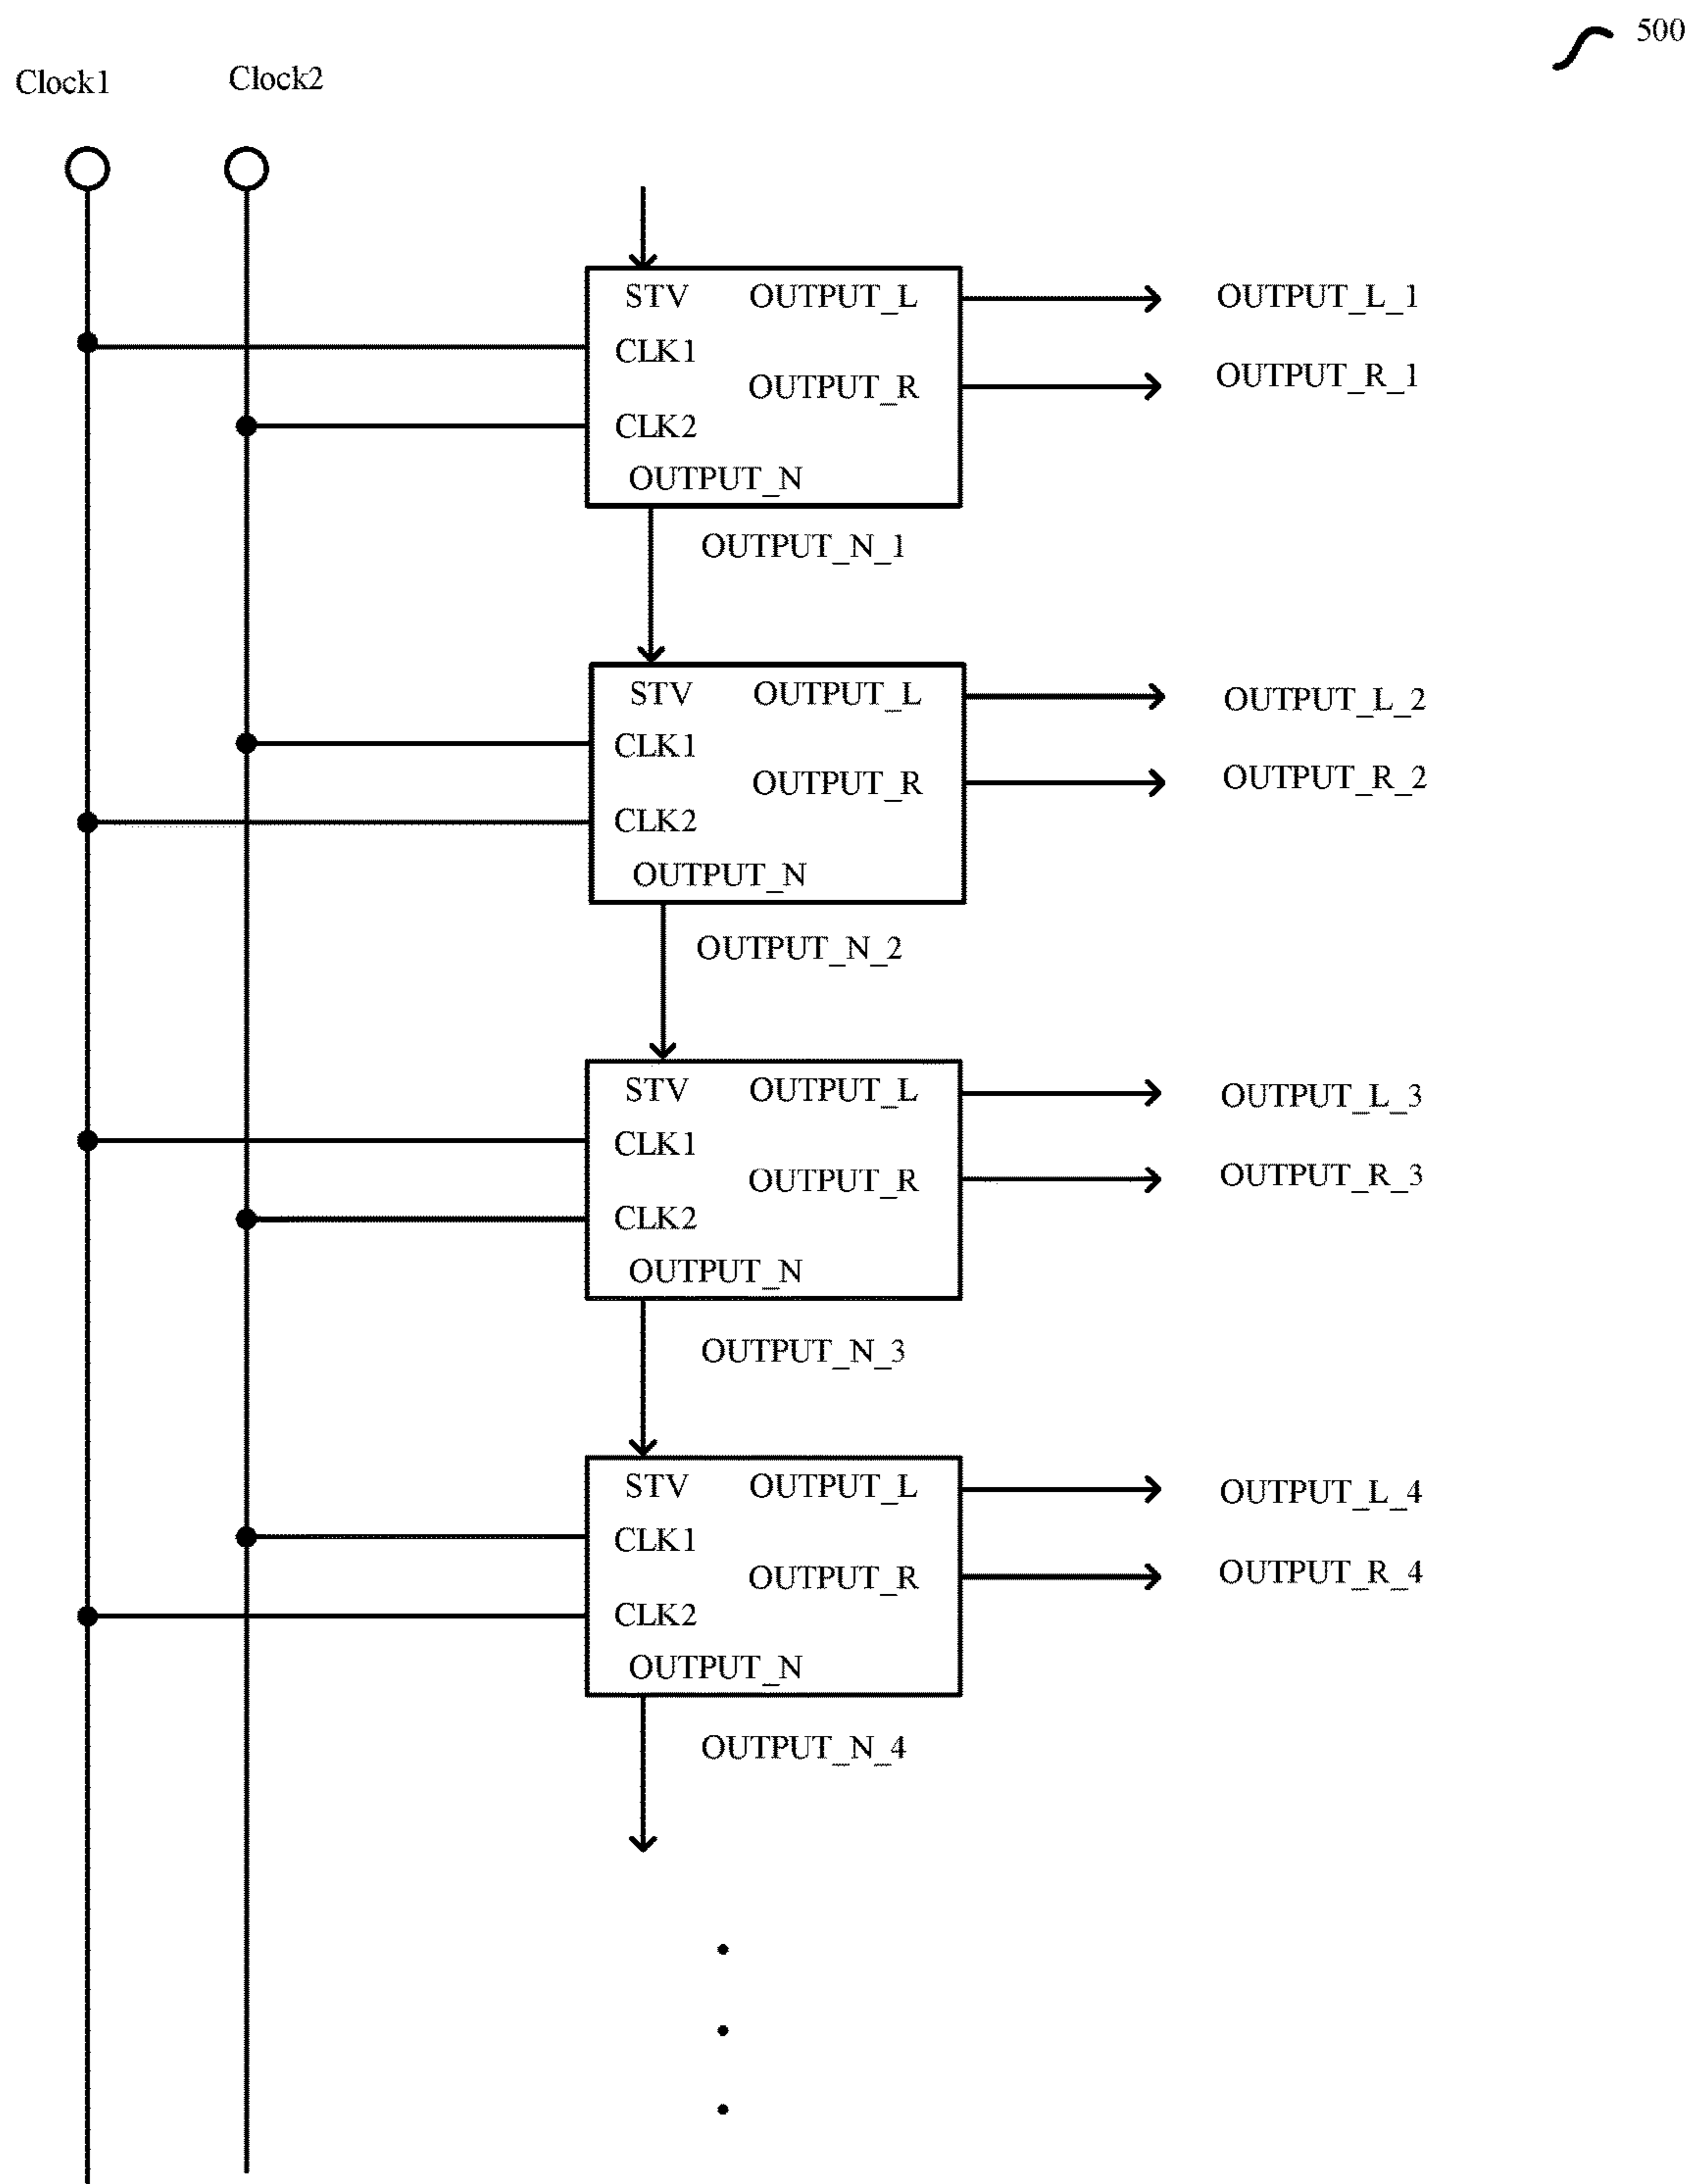 500
Clock1 Clock2
STV OUTPUT_L OUTPUT_L_1
CLK1
OUTPUT_R OUTPUT_R_1
CLK2
OUTPUT_N
OUTPUT_N_1
STV OUTPUT_L OUTPUT_L_2
CLK1
OUTPUT_R OUTPUT_R_2
CLK2
OUTPUT_N
OUTPUT_N_2
STV OUTPUT_L OUTPUT_L_3
CLK1
OUTPUT_R OUTPUT_R_3
CLK2
OUTPUT_N
OUTPUT_N_3
STV OUTPUT_L OUTPUT_L_4
CLK1
OUTPUT_R OUTPUT_R_4
CLK2
OUTPUT_N
OUTPUT_N_4